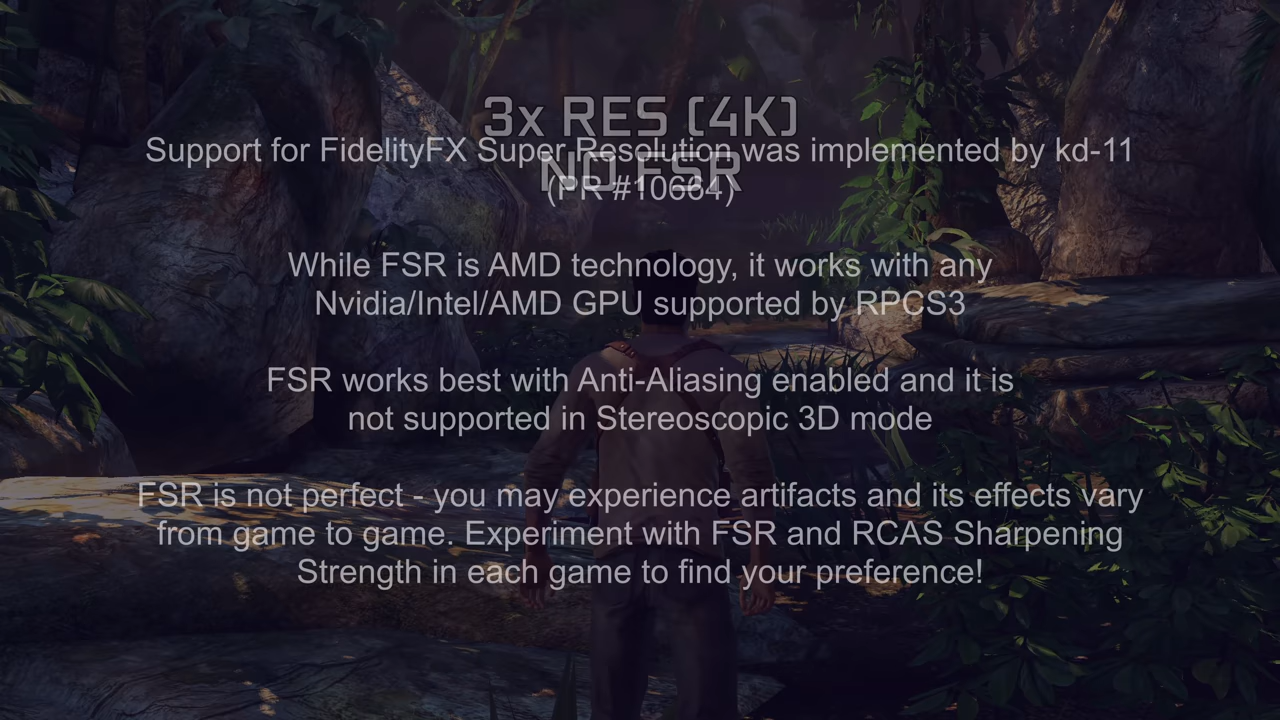 3x RES (4K)
Support for FidelityFX Super Resolution was implemented by kd-11
NO FSR
(PR #10664)
While FSR is AMD technology, it works with any
Nvidia/Intel/AMD GPU supported by RPCS3
FSR works best with Anti-Aliasing enabled and it is
not supported in Stereoscopic 3D mode
FSR is not perfect - you may experience artifacts and its effects vary
from game to game. Experiment with FSR and RCAS Sharpening
Strength in each game to find your preference!